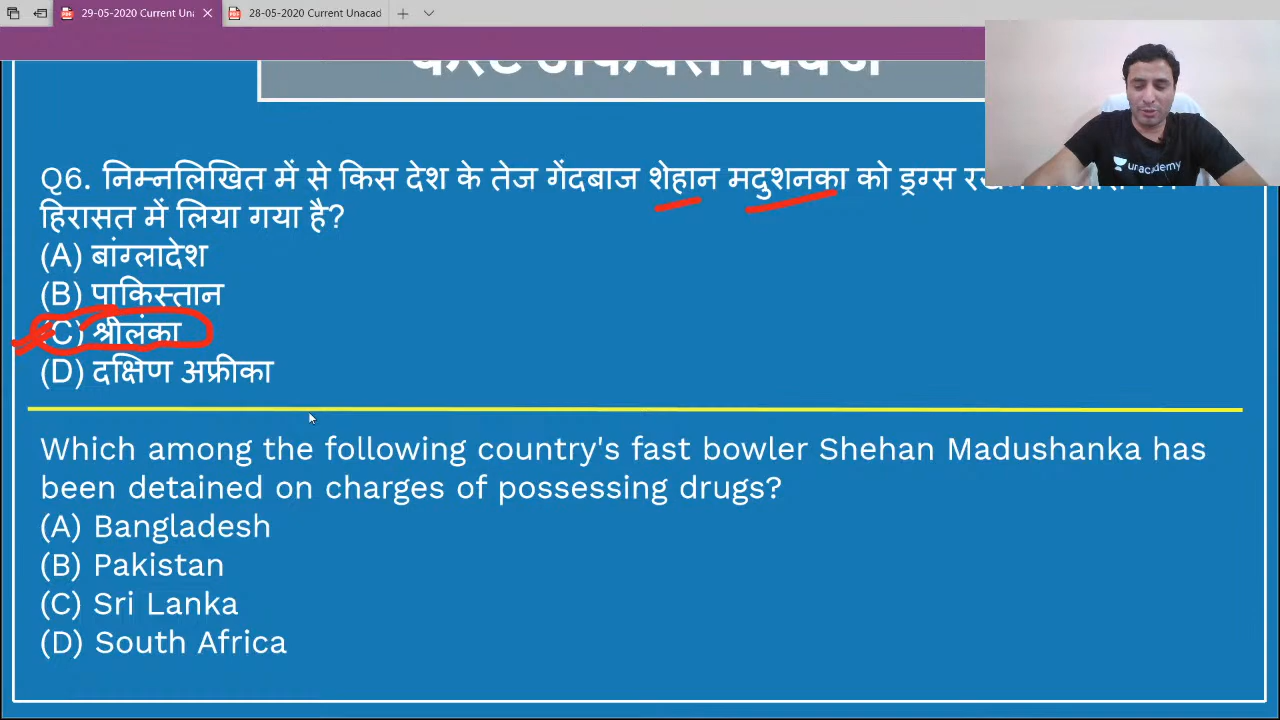 29-05-2020 Current Una
28-05-2020 Current Unacad
Q6. निम्नलिखित में से किस देश के तेज गेंदबाज शेहान मदुशनका को ड्रग्स
हिरासत में लिया गया है?
(A) बांग्लादेश
(B) पाकिस्तान
(C) श्रीलंका
(D) दक्षिण अफ्रीका
Which among the following country's fast bowler Shehan Madushanka has
been detained on charges of possessing drugs?
(A) Bangladesh
(B) Pakistan
(C) Sri Lanka
(D) South Africa
unacademy